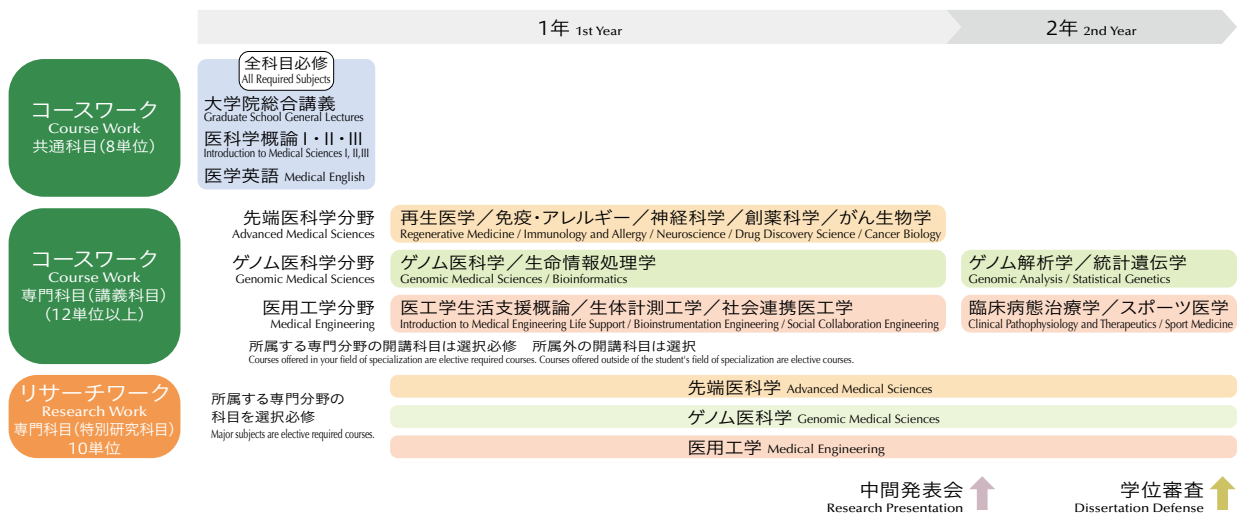 1年 1st Year
2年 2nd Year
コースワーク
Course Work
共通科目(8単位)
全科目必修
All Required Subjects
大学院総合講義
Graduate School General Lectures
医科学概論 I・II・III
Introduction to Medical Sciences I, II,III
医学英語 Medical English
コースワーク
Course Work
専門科目(講義科目)
(12単位以上)
先端医科学分野
Advanced Medical Sciences
再生医学/免疫・アレルギー/神経科学/創薬科学/がん生物学
Regenerative Medicine / Immunology and Allergy / Neuroscience / Drug Discovery Science / Cancer Biology
ゲノム医科学分野
Genomic Medical Sciences
ゲノム医科学/生命情報処理学
Genomic Medical Sciences / Bioinformatics
ゲノム解析学/統計遺伝学
Genomic Analysis / Statistical Genetics
医用工学分野
Medical Engineering
医工学生活支援概論/生体計測工学/社会連携医工学
Introduction to Medical Engineering Life Support / Bioinstrumentation Engineering / Social Collaboration Engineering
臨床病態治療学/スポーツ医学
Clinical Pathophysiology and Therapeutics / Sport Medicine
所属する専門分野の開講科目は選択必修 所属外の開講科目は選択
Courses offered in your field of specialization are elective required courses. Courses offered outside of the student's field of specialization are elective courses.
リサーチワーク
Research Work
専門科目(特別研究科目)
10単位
所属する専門分野の
科目を選択必修
Major subjects are elective required courses.
先端医科学 Advanced Medical Sciences
ゲノム医科学 Genomic Medical Sciences
医用工学 Medical Engineering
中間発表会
Research Presentation
学位審査
Dissertation Defense